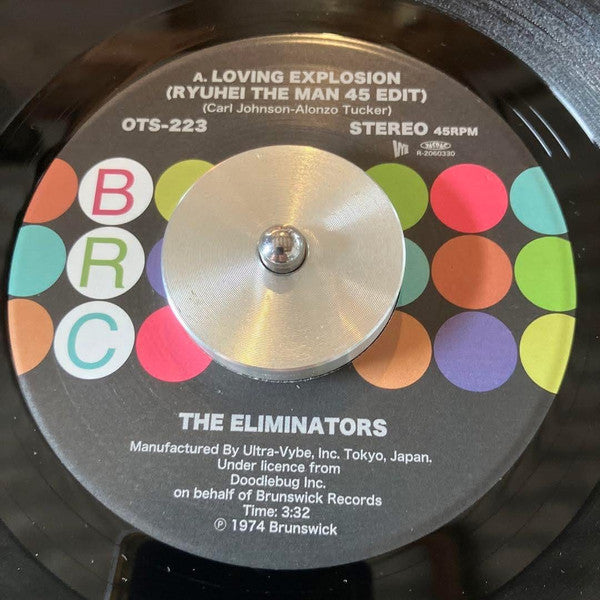 A. LOVING EXPLOSION
(RYUHEI THE MAN 45 EDIT)
(Carl Johnson-Alonzo Tucker)
OTS-223
STEREO 45RPM
R-2060330
B
R
C
THE ELIMINATORS
Manufactured By Ultra-Vybe, Inc. Tokyo, Japan.
Under licence from
Doodlebug Inc.
on behalf of Brunswick Records
Time: 3:32
℗ 1974 Brunswick